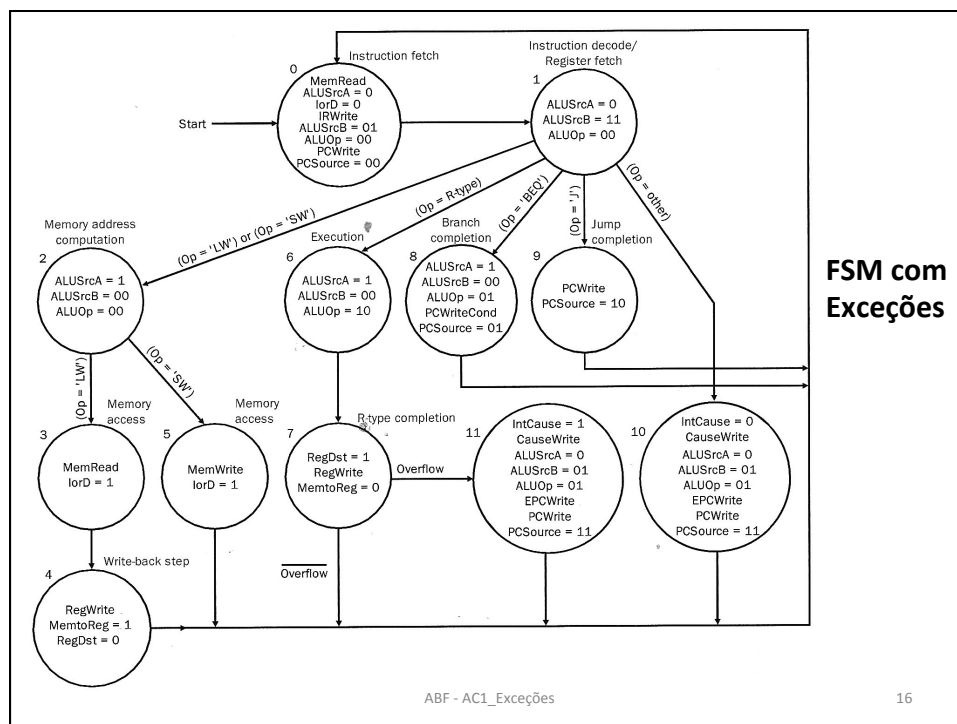 Instruction fetch
0
MemRead
ALUSrcA = 0
IorD = 0
IRWrite
ALUSrcB = 01
ALUOp = 00
PCWrite
PCSource = 00
Start
Instruction decode/
Register fetch
1
ALUSrcA = 0
ALUSrcB = 11
ALUOp = 00
(Op = 'LW') or (Op = 'SW')
(Op = R-type)
(Op = 'BEQ')
(Op = 'J')
(Op = other)
Memory address
computation
2
ALUSrcA = 1
ALUSrcB = 00
ALUOp = 00
Execution
6
ALUSrcA = 1
ALUSrcB = 00
ALUOp = 10
Branch
completion
8
ALUSrcA = 1
ALUSrcB = 00
ALUOp = 01
PCWriteCond
PCSource = 01
Jump
completion
9
PCWrite
PCSource = 10
FSM com
Exceções
(Op = 'LW')
(Op = 'SW')
Memory
access
3
MemRead
IorD = 1
Memory
access
5
MemWrite
IorD = 1
R-type completion
7
RegDst = 1
RegWrite
MemtoReg = 0
Overflow
Overflow
11
IntCause = 1
CauseWrite
ALUSrcA = 0
ALUSrcB = 01
ALUOp = 01
EPCWrite
PCWrite
PCSource = 11
10
IntCause = 0
CauseWrite
ALUSrcA = 0
ALUSrcB = 01
ALUOp = 01
EPCWrite
PCWrite
PCSource = 11
Write-back step
4
RegWrite
MemtoReg = 1
RegDst = 0
ABF - AC1_Exceções
16